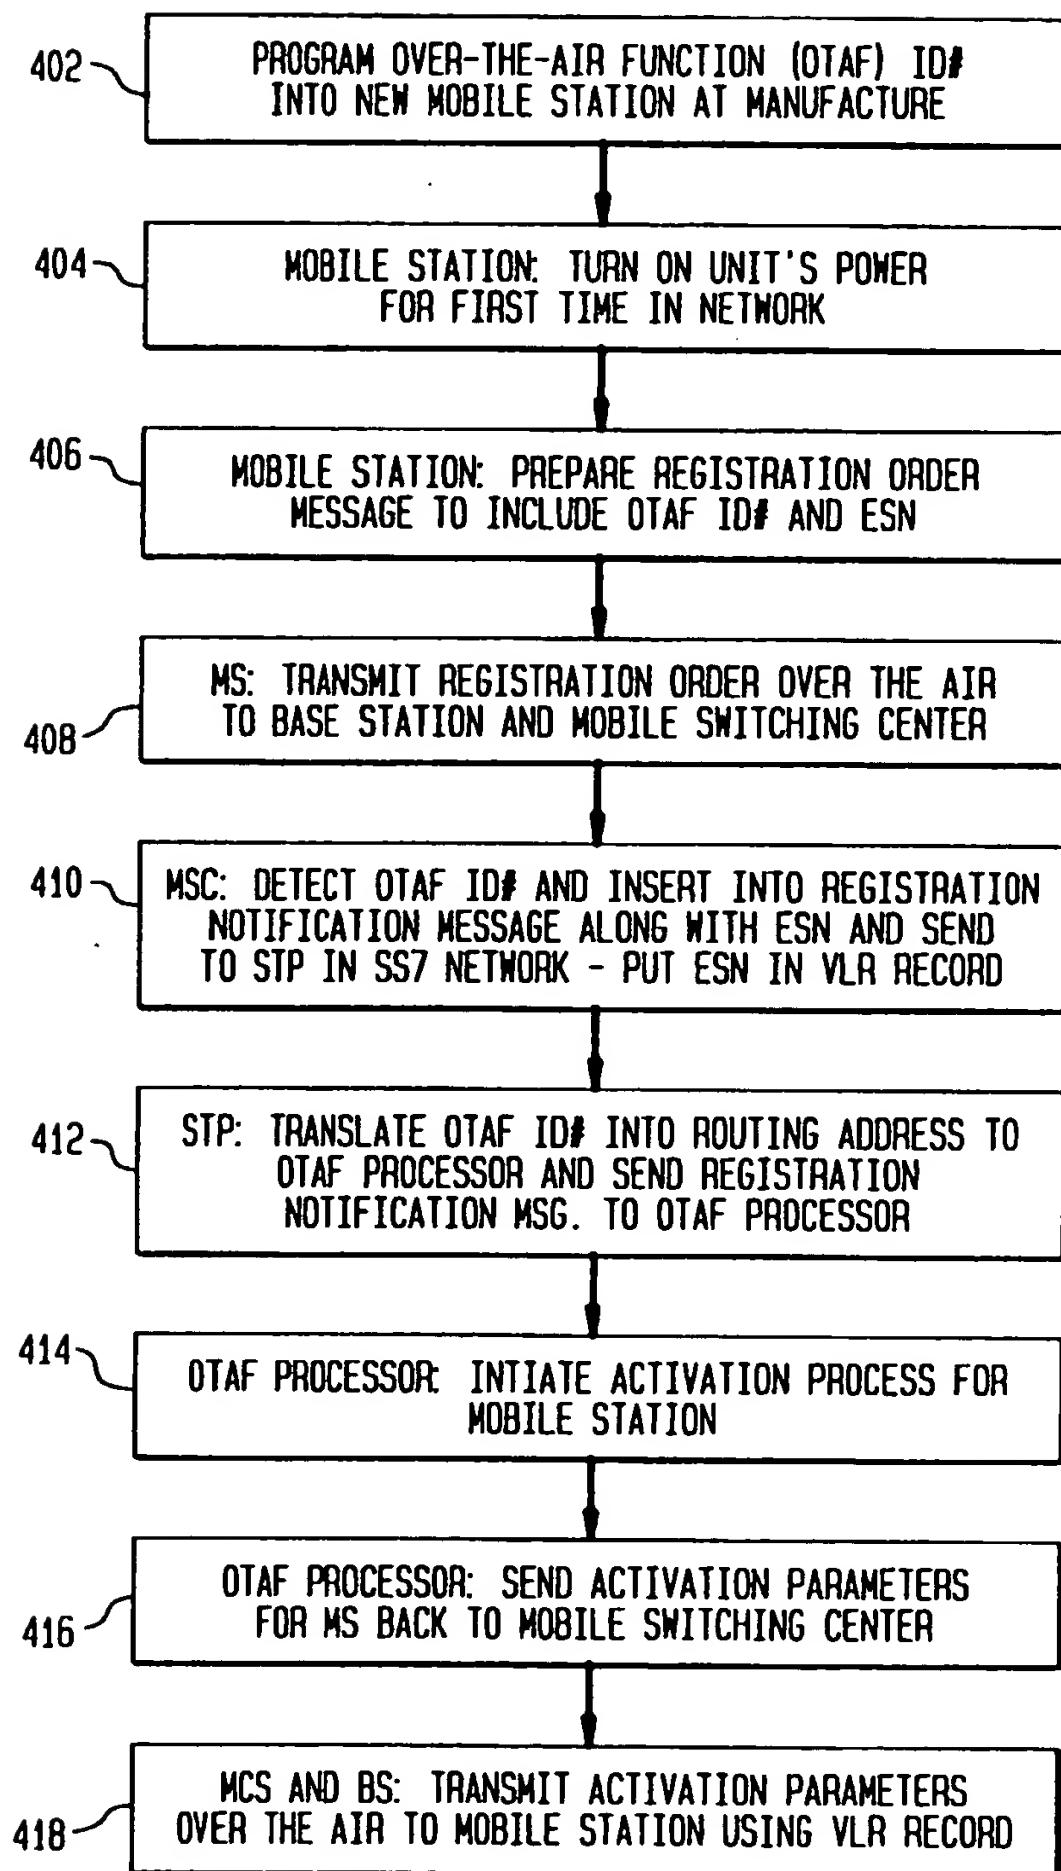 402
PROGRAM OVER-THE-AIR FUNCTION (OTAF) ID#
INTO NEW MOBILE STATION AT MANUFACTURE
404
MOBILE STATION: TURN ON UNIT'S POWER
FOR FIRST TIME IN NETWORK
406
MOBILE STATION: PREPARE REGISTRATION ORDER
MESSAGE TO INCLUDE OTAF ID# AND ESN
408
MS: TRANSMIT REGISTRATION ORDER OVER THE AIR
TO BASE STATION AND MOBILE SWITCHING CENTER
410
MSC: DETECT OTAF ID# AND INSERT INTO REGISTRATION
NOTIFICATION MESSAGE ALONG WITH ESN AND SEND
TO STP IN SS7 NETWORK - PUT ESN IN VLR RECORD
412
STP: TRANSLATE OTAF ID# INTO ROUTING ADDRESS TO
OTAF PROCESSOR AND SEND REGISTRATION
NOTIFICATION MSG. TO OTAF PROCESSOR
414
OTAF PROCESSOR: INTIATE ACTIVATION PROCESS FOR
MOBILE STATION
416
OTAF PROCESSOR: SEND ACTIVATION PARAMETERS
FOR MS BACK TO MOBILE SWITCHING CENTER
418
MCS AND BS: TRANSMIT ACTIVATION PARAMETERS
OVER THE AIR TO MOBILE STATION USING VLR RECORD